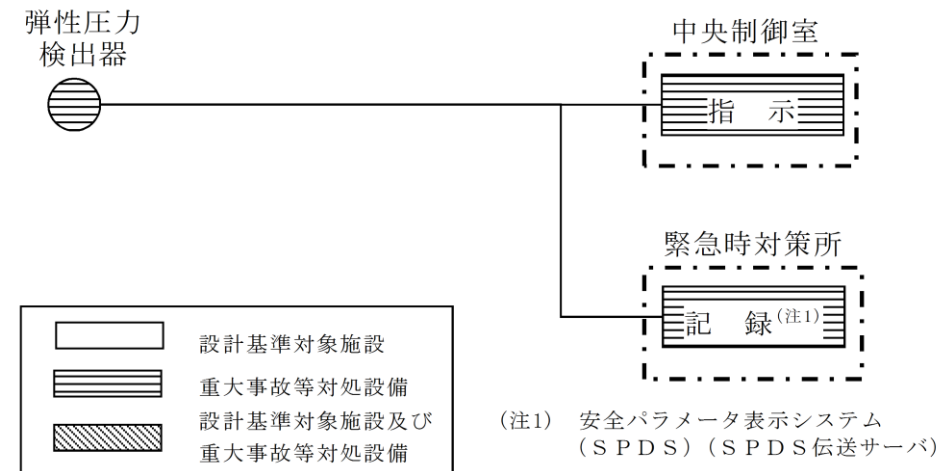 弾性圧力
検出器
中央制御室
指 示
緊急時対策所
記 録(注1)
設計基準対象施設
重大事故等対処設備
設計基準対象施設及び
重大事故等対処設備
(注1) 安全パラメータ表示システム
(SPDS)(SPDS伝送サーバ)